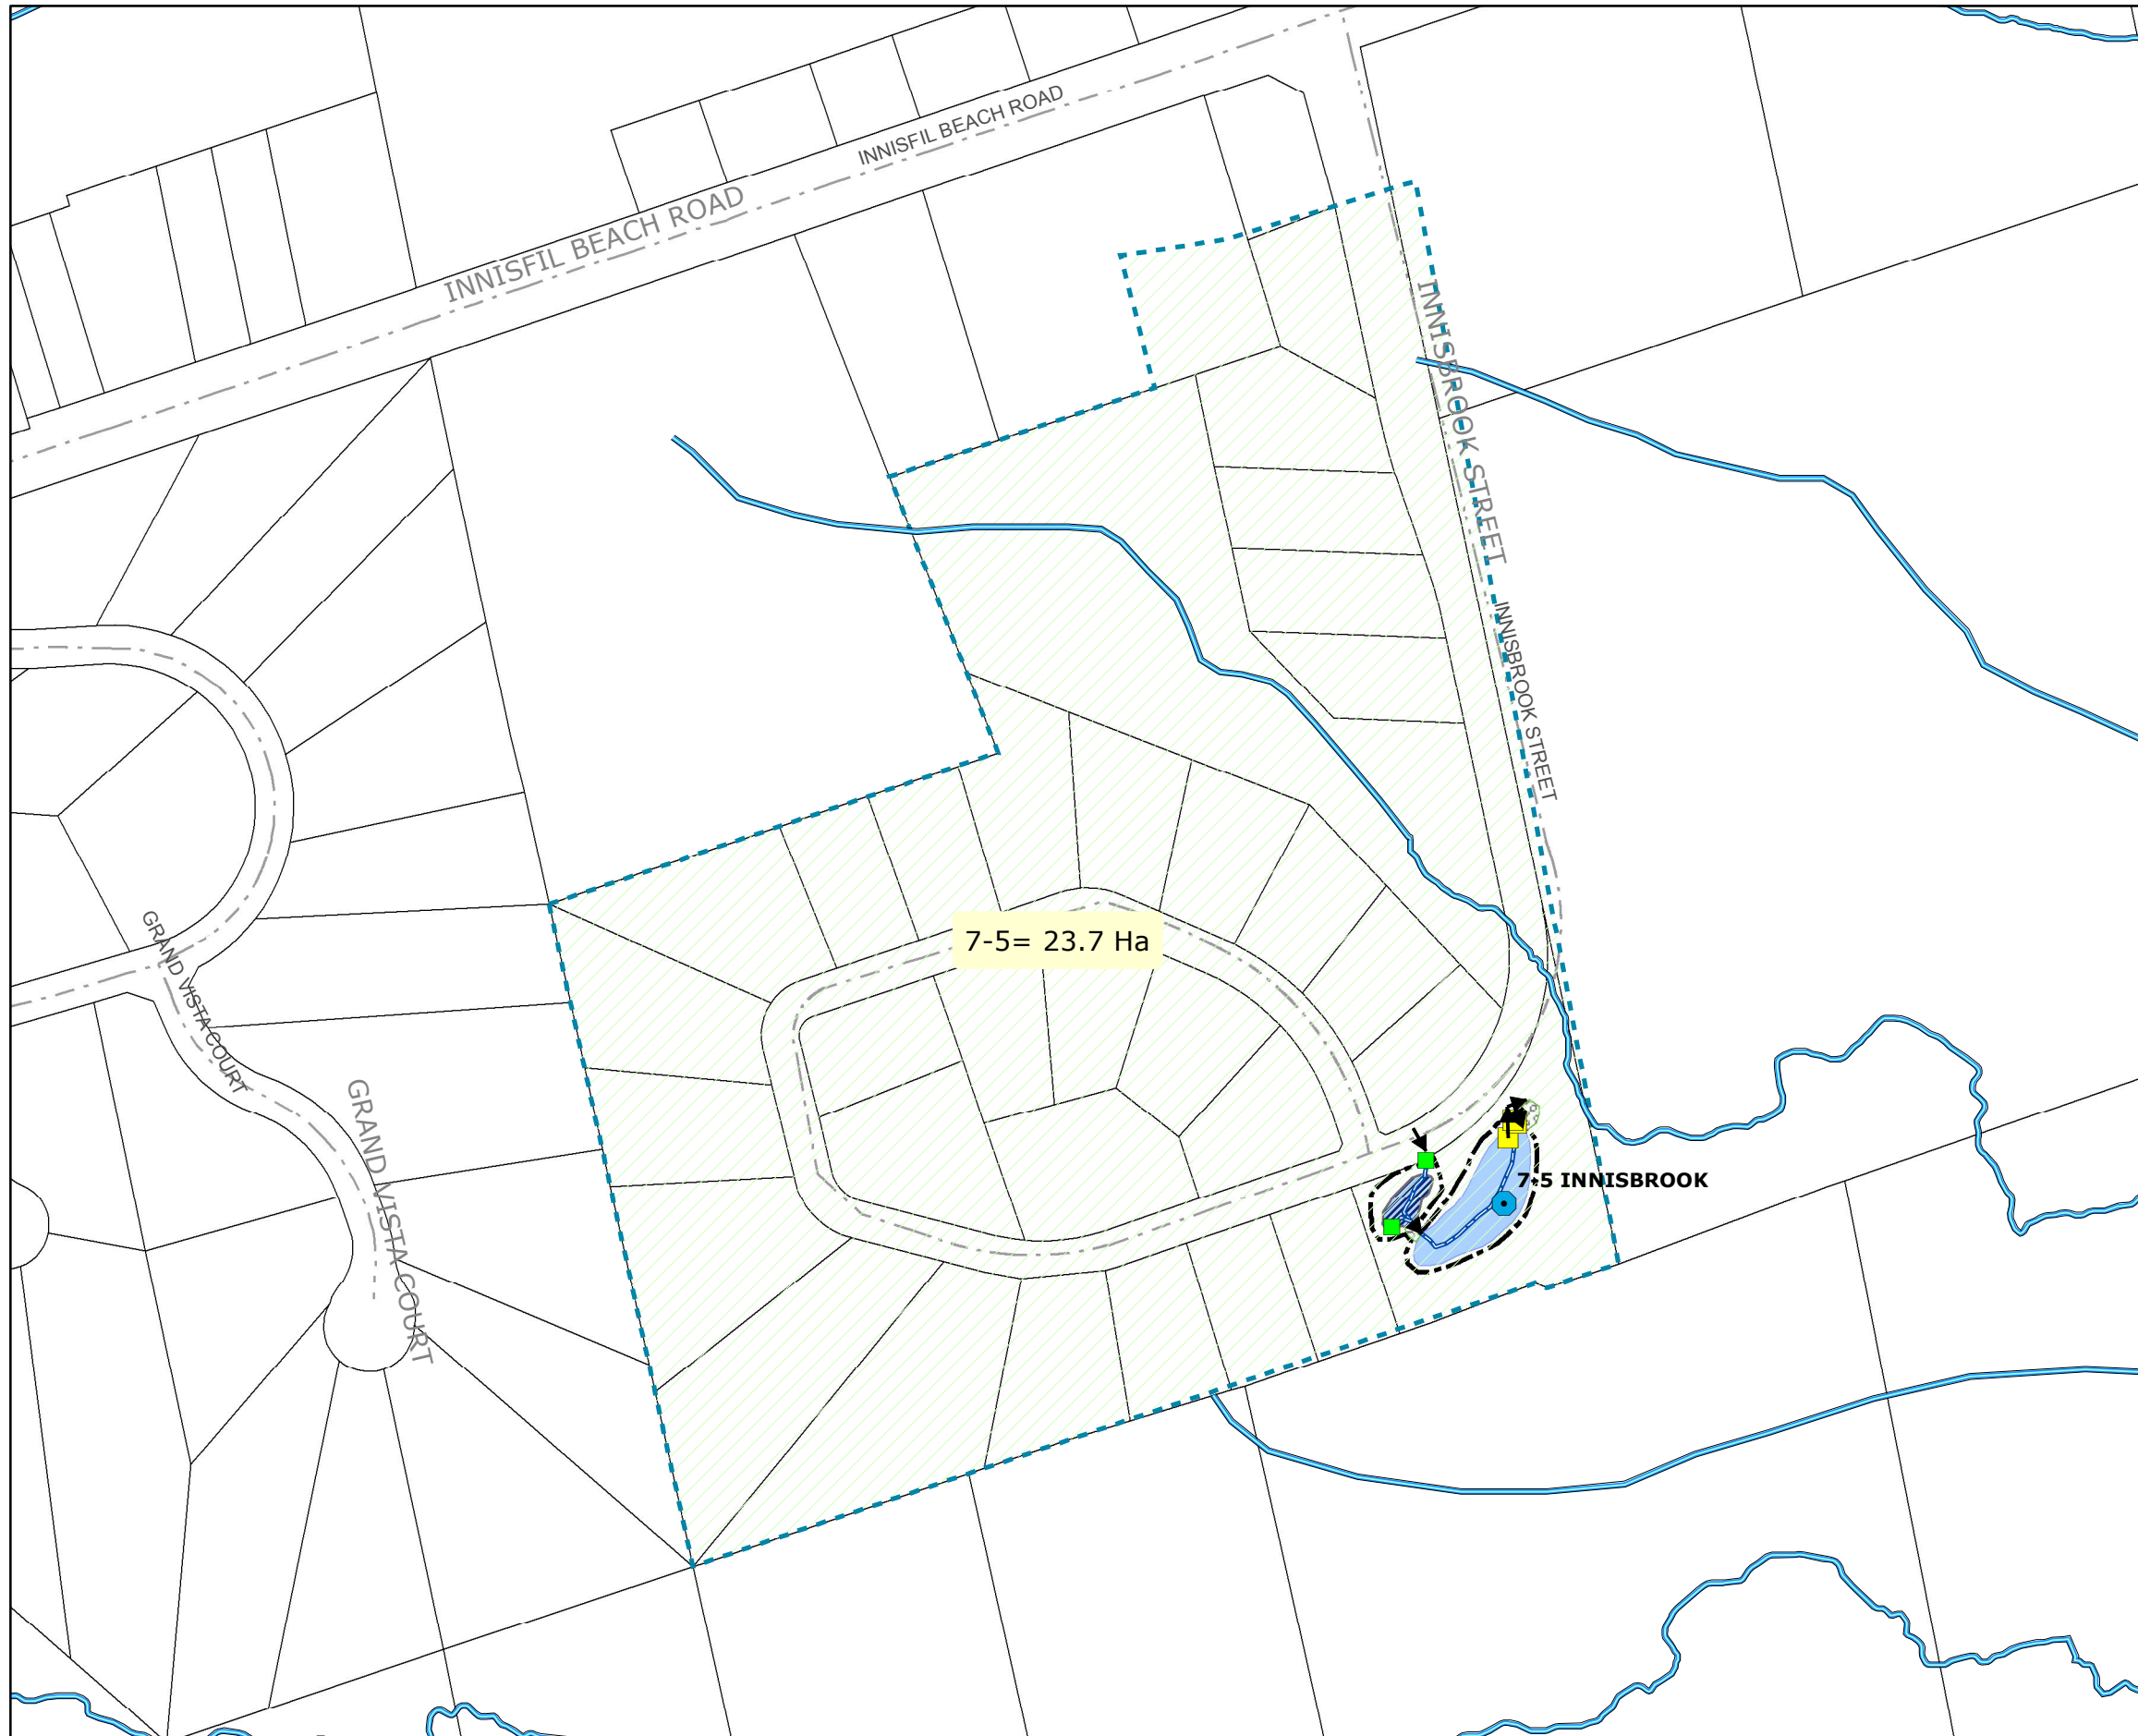 INNISFIL BEACH ROAD
INNISFIL BEACH ROAD
INNISBROOK STREET
INNISBROOK STREET
7-5= 23.7 Ha
GRAND VISTA COURT
GRAND VISTA COURT
7-5 INNISBROOK